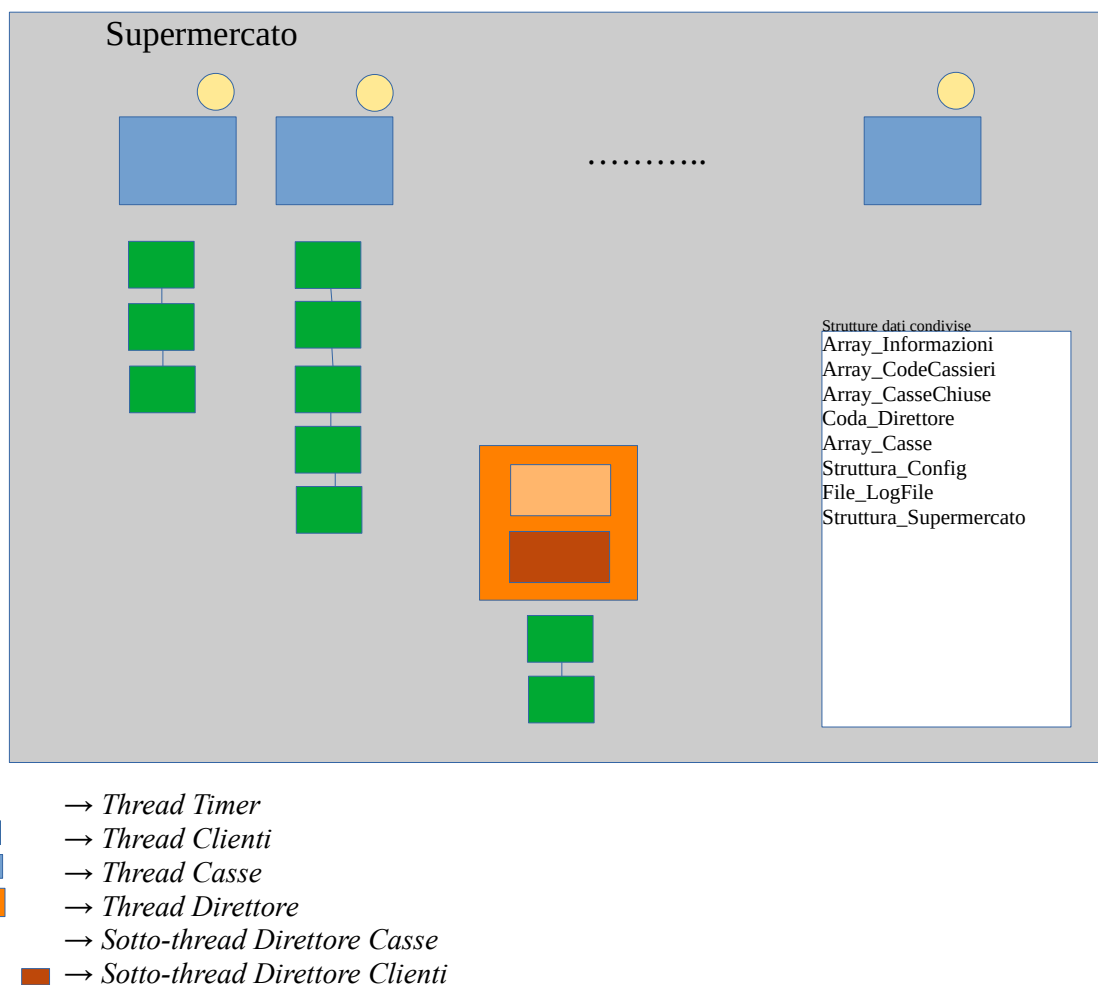 Supermercato
………..
Strutture dati condivise
Array_Informazioni
Array_CodeCassieri
Array_CasseChiuse
Coda_Direttore
Array_Casse
Struttura_Config
File_LogFile
Struttura_Supermercato
→ Thread Timer
→ Thread Clienti
→ Thread Casse
→ Thread Direttore
→ Sotto-thread Direttore Casse
→ Sotto-thread Direttore Clienti